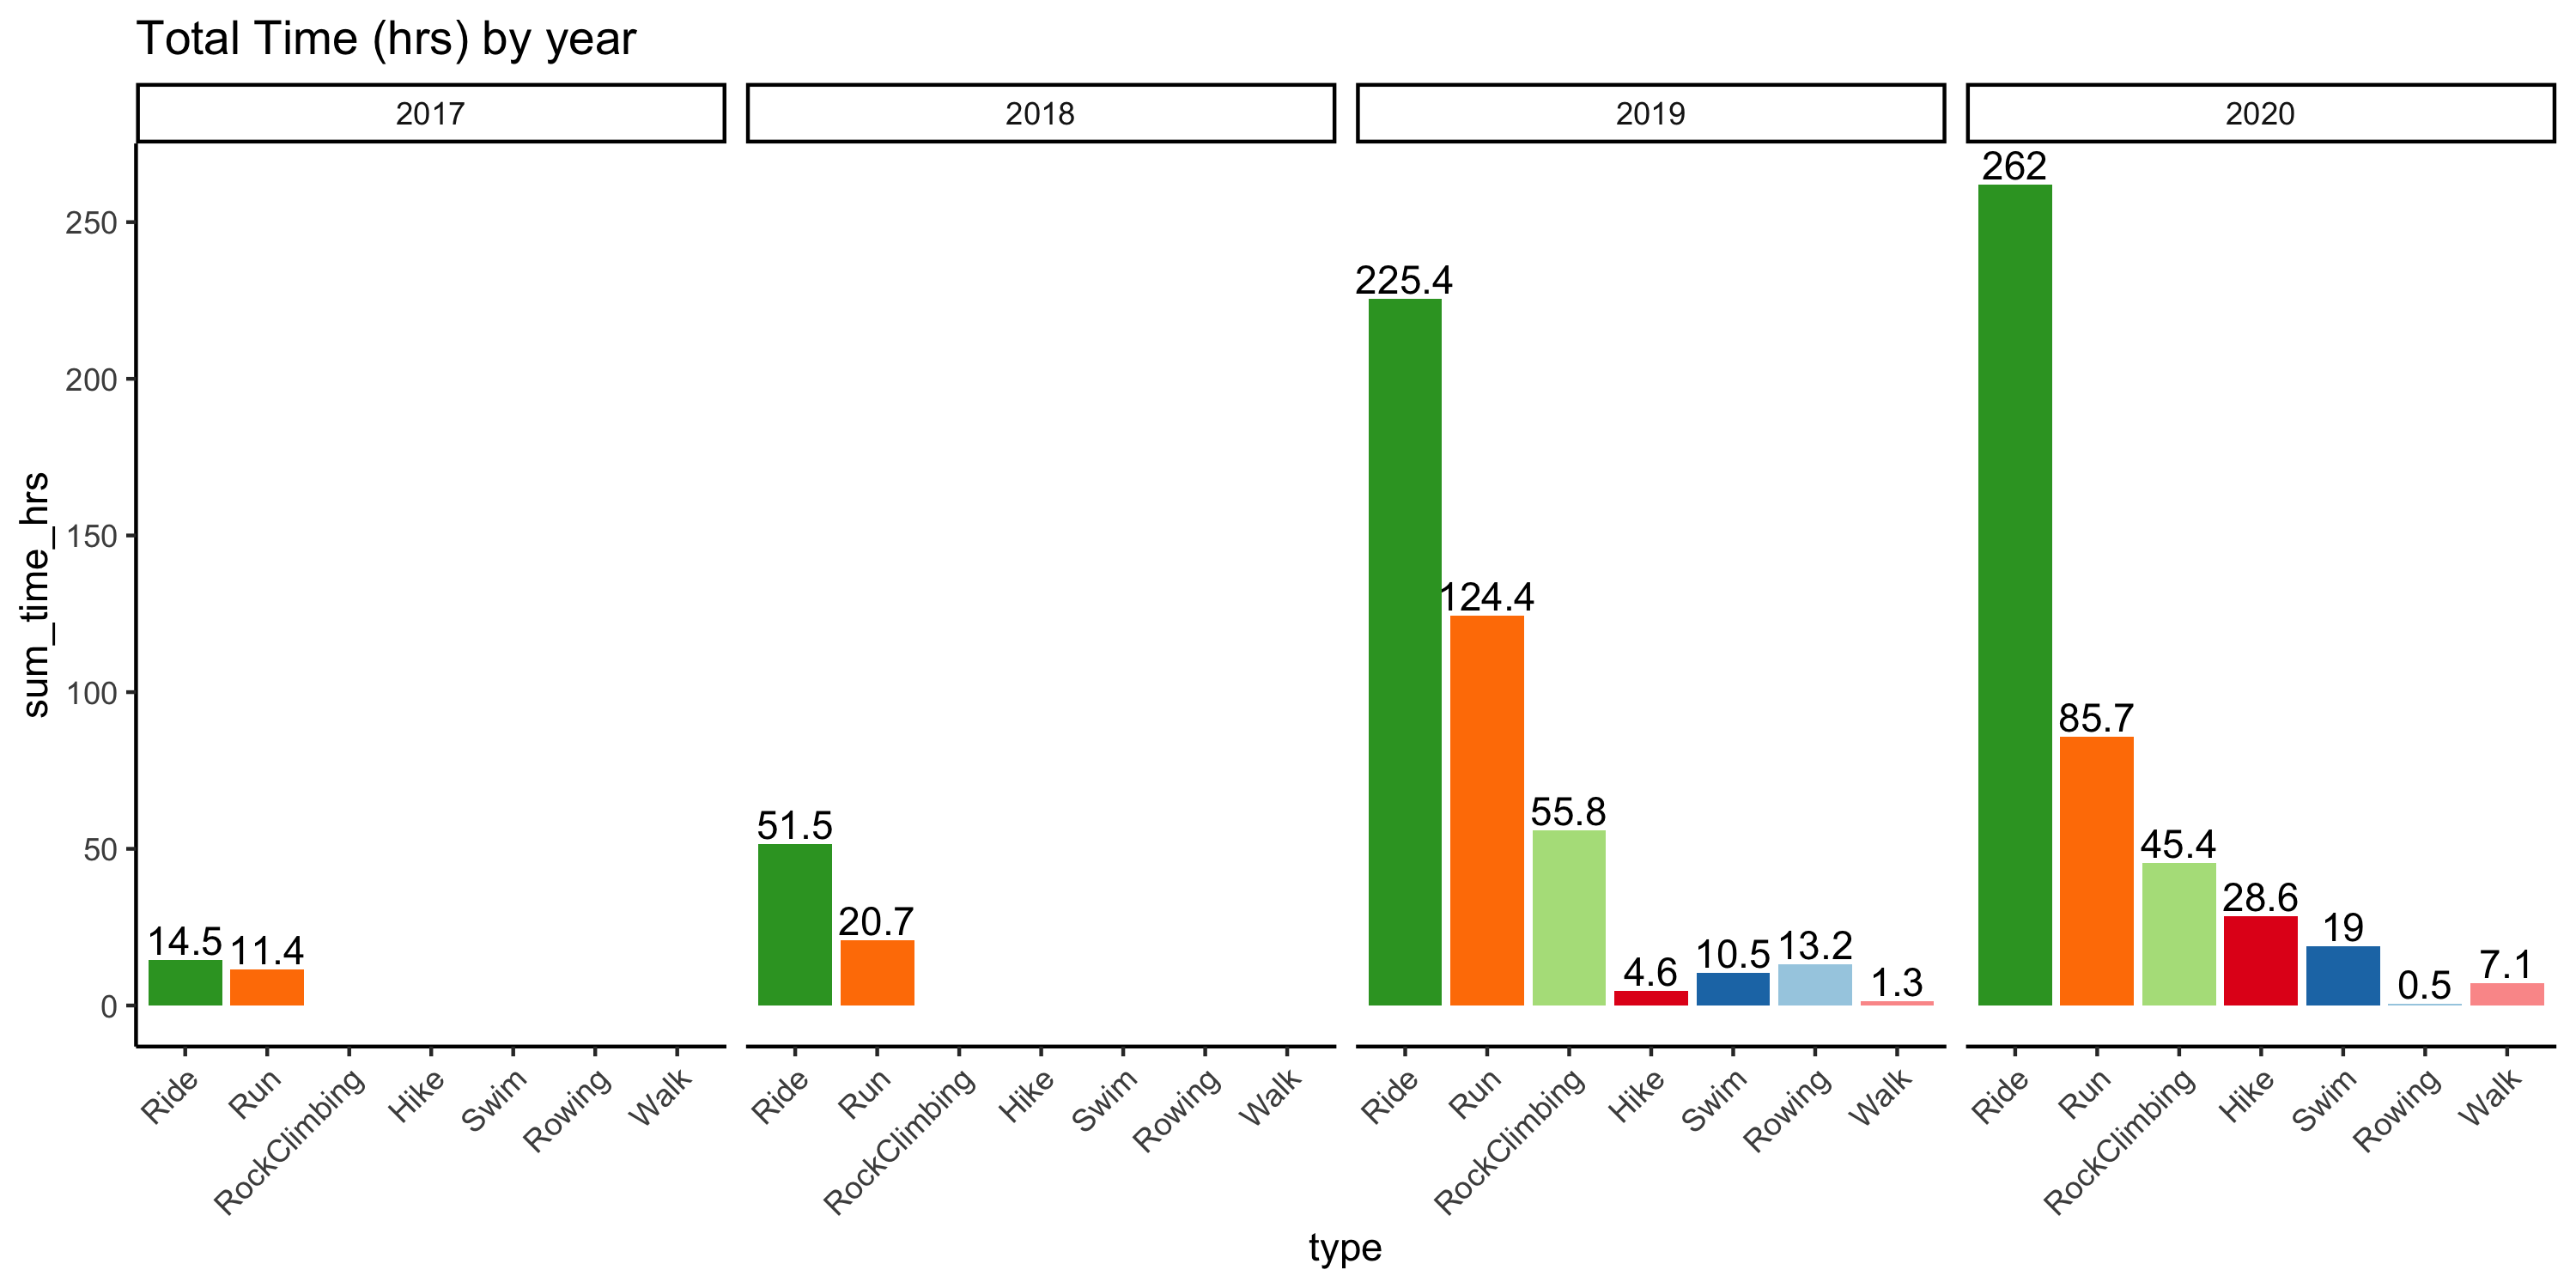 Total Time (hrs) by year
2017 2018 2019 2020
sum_time_hrs
250
200
150
100
50
0
14.5 11.4
51.5 20.7
225.4 124.4 55.8 4.6 10.5 13.2 1.3
262 85.7 45.4 28.6 19 0.5 7.1
Ride Run RockClimbing Hike Swim Rowing Walk
Ride Run RockClimbing Hike Swim Rowing Walk
Ride Run RockClimbing Hike Swim Rowing Walk
Ride Run RockClimbing Hike Swim Rowing Walk
type